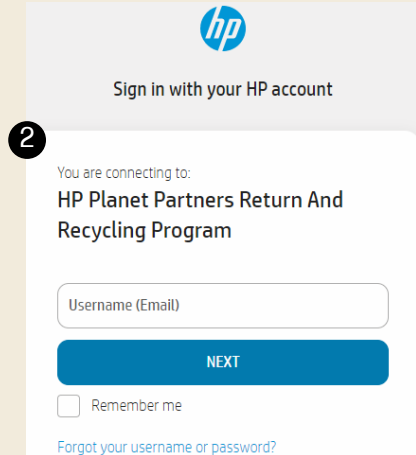 hp
Sign in with your HP account
2
You are connecting to:
HP Planet Partners Return And
Recycling Program
Username (Email)
NEXT
Remember me
Forgot your username or password?